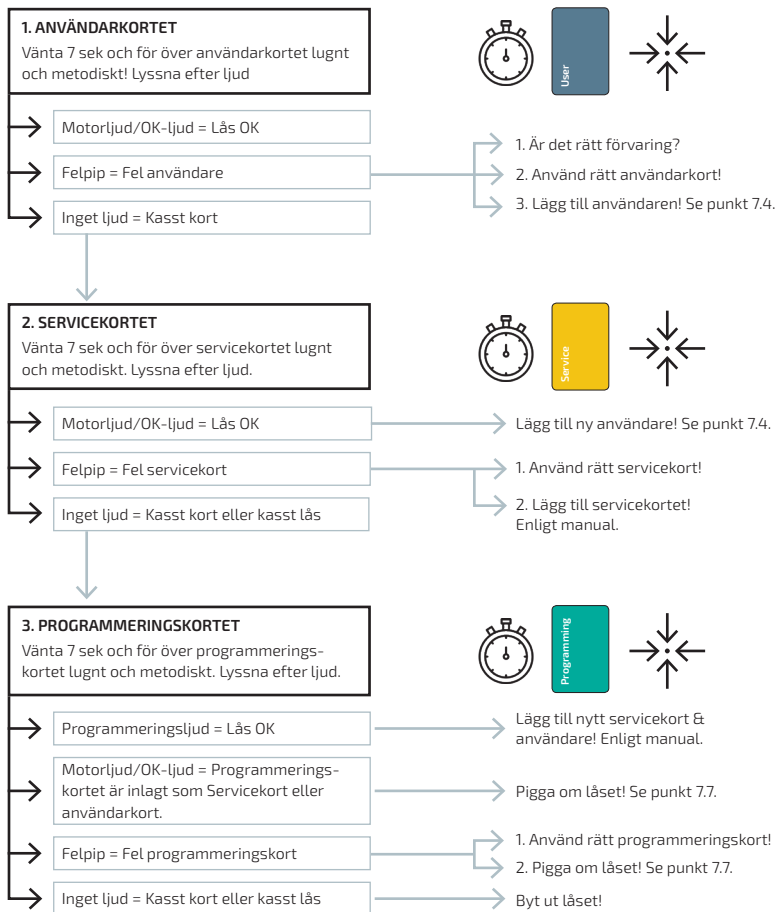 1. ANVÄNDARKORTET
Vänta 7 sek och för över användarkortet lugnt
och metodiskt! Lyssna efter ljud
User
Motorljud/OK-ljud = Lås OK
Felpip = Fel användare
Inget ljud = Kasst kort
1. Är det rätt förvaring?
2. Använd rätt användarkort!
3. Lägg till användaren! Se punkt 7.4.
2. SERVICEKORTET
Vänta 7 sek och för över servicekortet lugnt
och metodiskt. Lyssna efter ljud.
Service
Motorljud/OK-ljud = Lås OK
Lägg till ny användare! Se punkt 7.4.
Felpip = Fel servicekort
1. Använd rätt servicekort!
2. Lägg till servicekortet!
Enligt manual.
Inget ljud = Kasst kort eller kasst lås
3. PROGRAMMERINGSKORTET
Vänta 7 sek och för över programmerings-
kortet lugnt och metodiskt. Lyssna efter ljud.
Programming
Programmeringsljud = Lås OK
Lägg till nytt servicekort &
användare! Enligt manual.
Motorljud/OK-ljud = Programmerings-
kortet är inlagt som Servicekort eller
användarkort.
Pigga om låset! Se punkt 7.7.
Felpip = Fel programmeringskort
1. Använd rätt programmeringskort!
2. Pigga om låset! Se punkt 7.7.
Inget ljud = Kasst kort eller kasst lås
Byt ut låset!